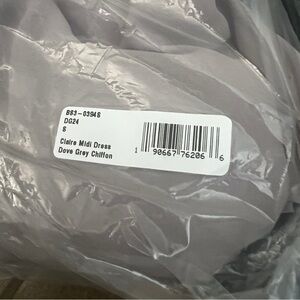 883-0394S
DG24
S
Claire Midi Dress
Dove Grey Chiffon
1 90667 76206 6